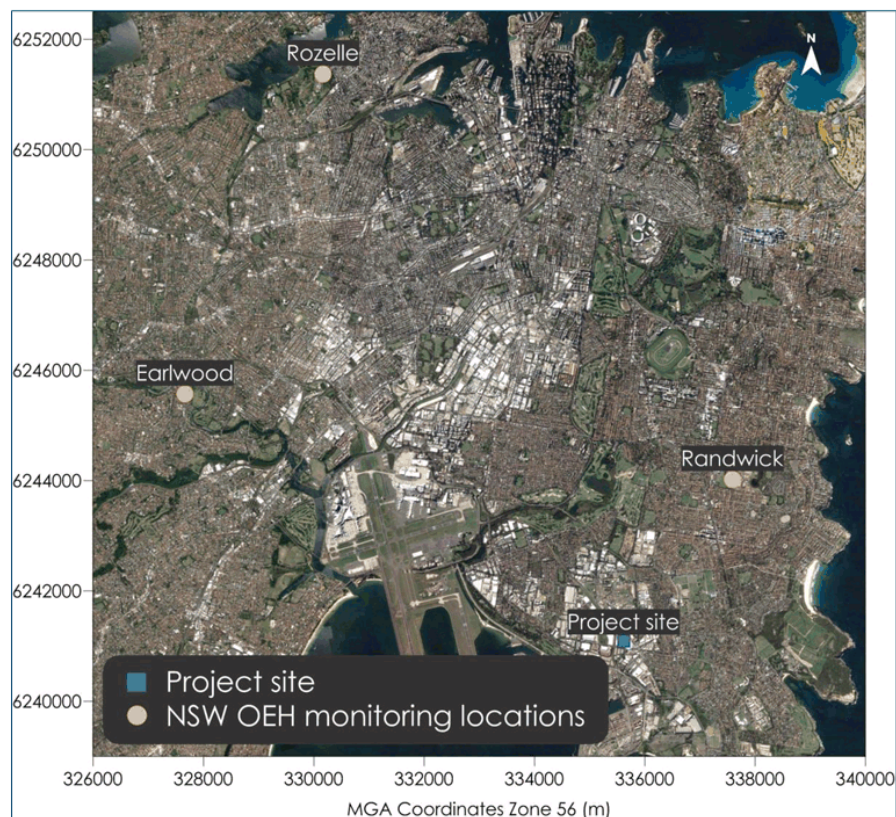 6252000
Rozelle
N
6250000
6248000
6246000
Earlwood
Randwick
6244000
6242000
Project site
6240000
Project site
NSW OEH monitoring locations
326000 328000 330000 332000 334000 336000 338000 340000
MGA Coordinates Zone 56 (m)